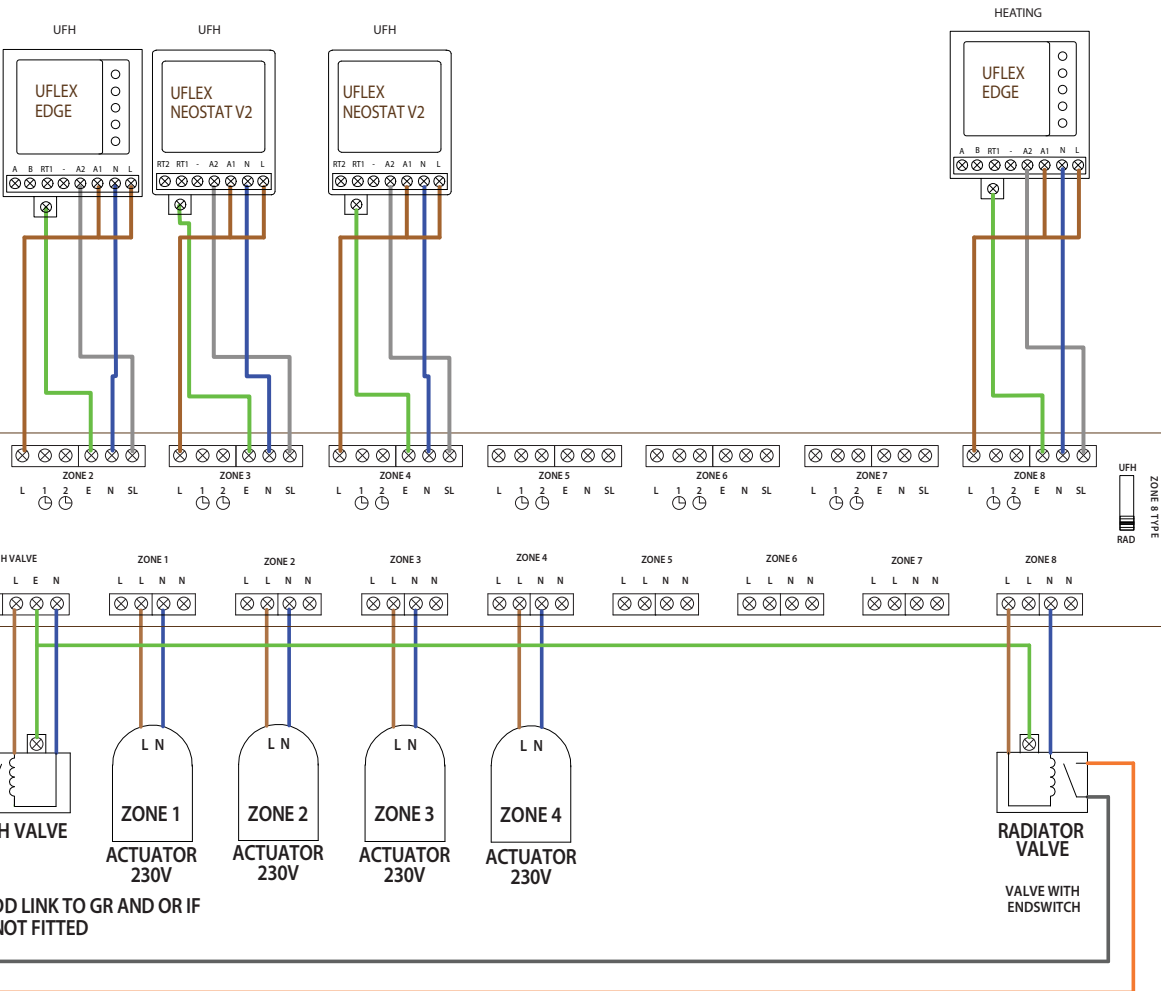 HEATING
UFH
UFH
UFH
UFLEX
EDGE
UFLEX
NEOSTAT V2
UFLEX
NEOSTAT V2
UFLEX
EDGE
A B RT1 - A2 A1 N L
RT2 RT1 - A2 A1 N L
RT2 RT1 - A2 A1 N L
A B RT1 - A2 A1 N L
ZONE 2
ZONE 3
ZONE 4
ZONE 5
ZONE 6
ZONE 7
ZONE 8
L 1 2 E N SL
L 1 2 E N SL
L 1 2 E N SL
L 1 2 E N SL
L 1 2 E N SL
L 1 2 E N SL
L 1 2 E N SL
UFH
RAD
ZONE 8 TYPE
H VALVE
ZONE 1
ZONE 2
ZONE 3
ZONE 4
ZONE 5
ZONE 6
ZONE 7
ZONE 8
L E N
L L N N
L L N N
L L N N
L L N N
L L N N
L L N N
L L N N
L L N N
L N
L N
L N
L N
ZONE 1
ZONE 2
ZONE 3
ZONE 4
H VALVE
ACTUATOR
230V
ACTUATOR
230V
ACTUATOR
230V
ACTUATOR
230V
RADIATOR
VALVE
VALVE WITH
ENDSWITCH
LINK TO GR AND OR IF
NOT FITTED